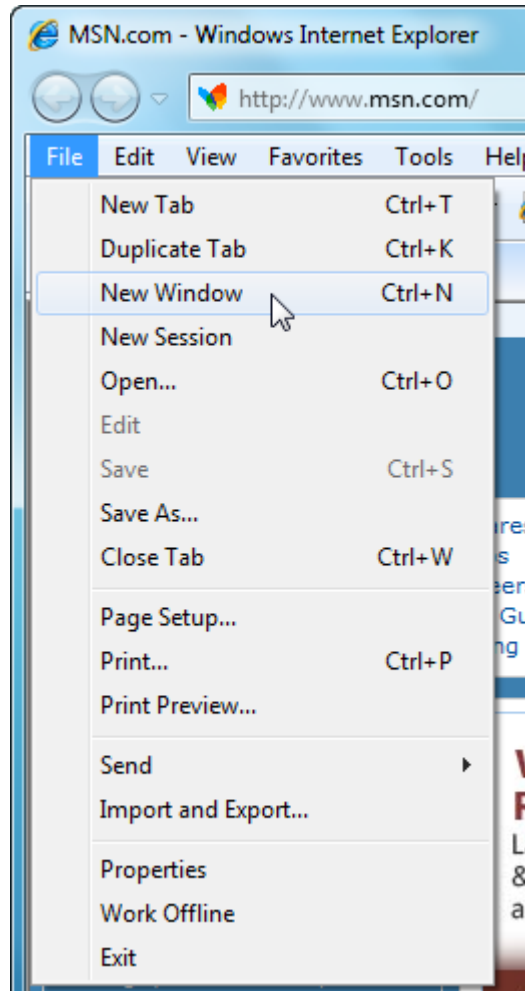 MSN.com - Windows Internet Explorer
http://www.msn.com/
File Edit View Favorites Tools
New Tab Ctrl+T
Duplicate Tab Ctrl+K
New Window Ctrl+N
New Session
Open... Ctrl+O
Edit
Save Ctrl+S
Save As...
Close Tab Ctrl+W
Page Setup...
Print... Ctrl+P
Print Preview...
Send
Import and Export...
Properties
Work Offline
Exit